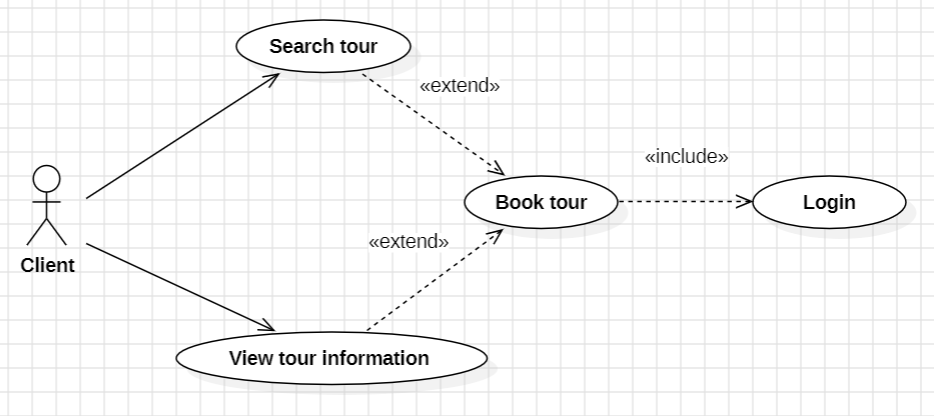 Search tour
«extend»
«include»
Book tour
Login
«extend»
Client
View tour information